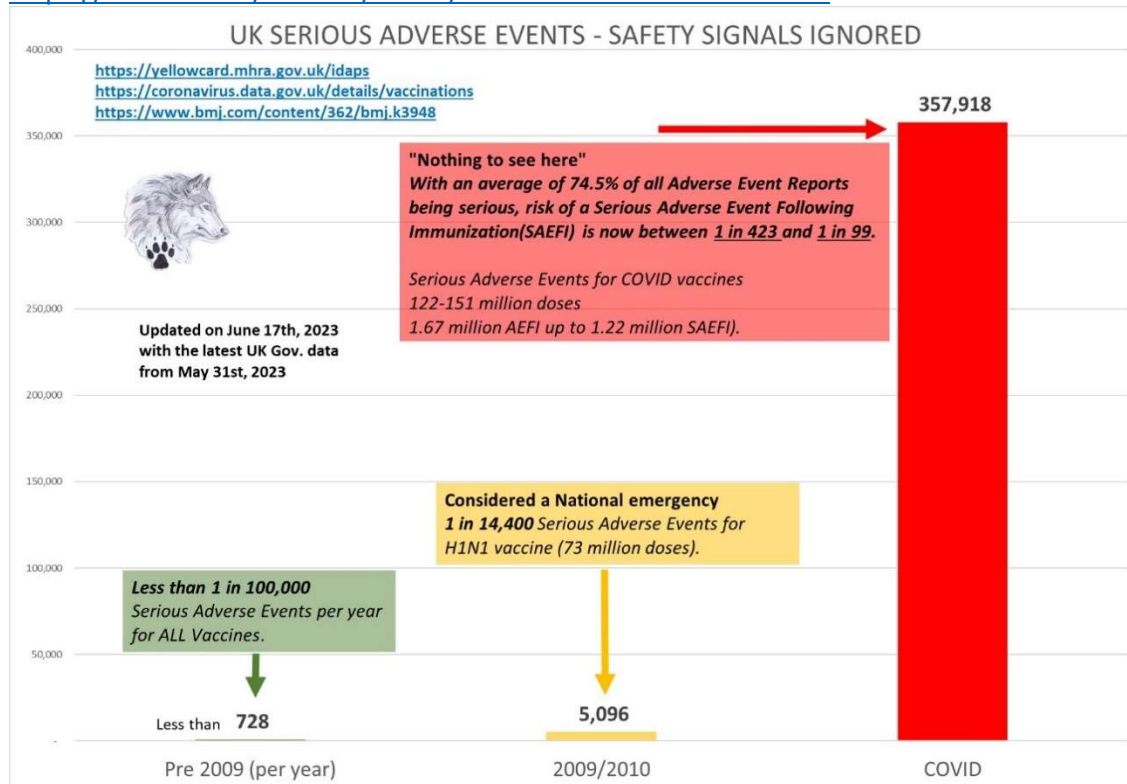 UK SERIOUS ADVERSE EVENTS - SAFETY SIGNALS IGNORED
400,000
https://yellowcard.mhra.gov.uk/idaps
https://coronavirus.data.gov.uk/details/vaccinations
https://www.bmj.com/content/362/bmj.k3948
357,918
350,000
"Nothing to see here"
With an average of 74.5% of all Adverse Event Reports
being serious, risk of a Serious Adverse Event Following
Immunization(SAEFI) is now between 1 in 423 and 1 in 99.
300,000
Serious Adverse Events for COVID vaccines
122-151 million doses
1.67 million AEFI up to 1.22 million SAEFI).
250,000
Updated on June 17th, 2023
with the latest UK Gov. data
from May 31st, 2023
200,000
150,000
Considered a National emergency
1 in 14,400 Serious Adverse Events for
H1N1 vaccine (73 million doses).
100,000
Less than 1 in 100,000
Serious Adverse Events per year
for ALL Vaccines.
50,000
Less than 728
5,096
-
Pre 2009 (per year)
2009/2010
COVID